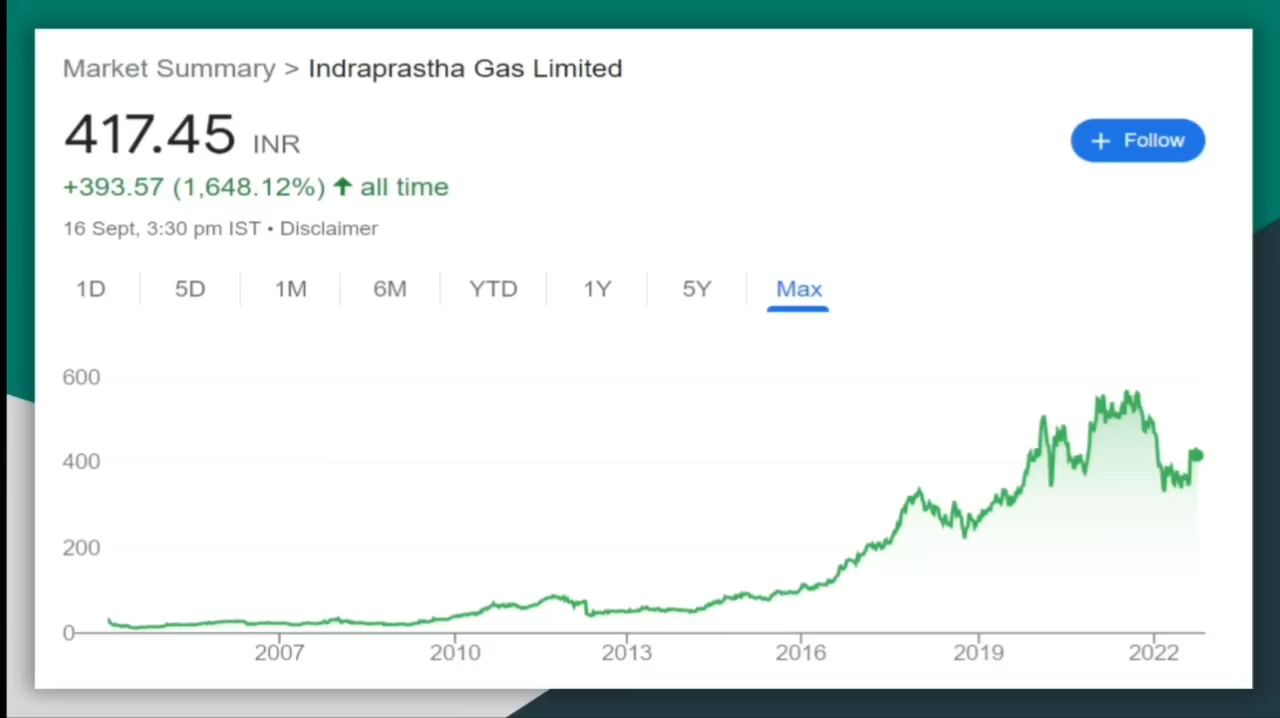 Market Summary > Indraprastha Gas Limited
417.45 INR
+ Follow
+393.57 (1,648.12%) ↑ all time
16 Sept, 3:30 pm IST • Disclaimer
1D 5D 1M 6M YTD 1Y 5Y Max
600
400
200
0
2007 2010 2013 2016 2019 2022